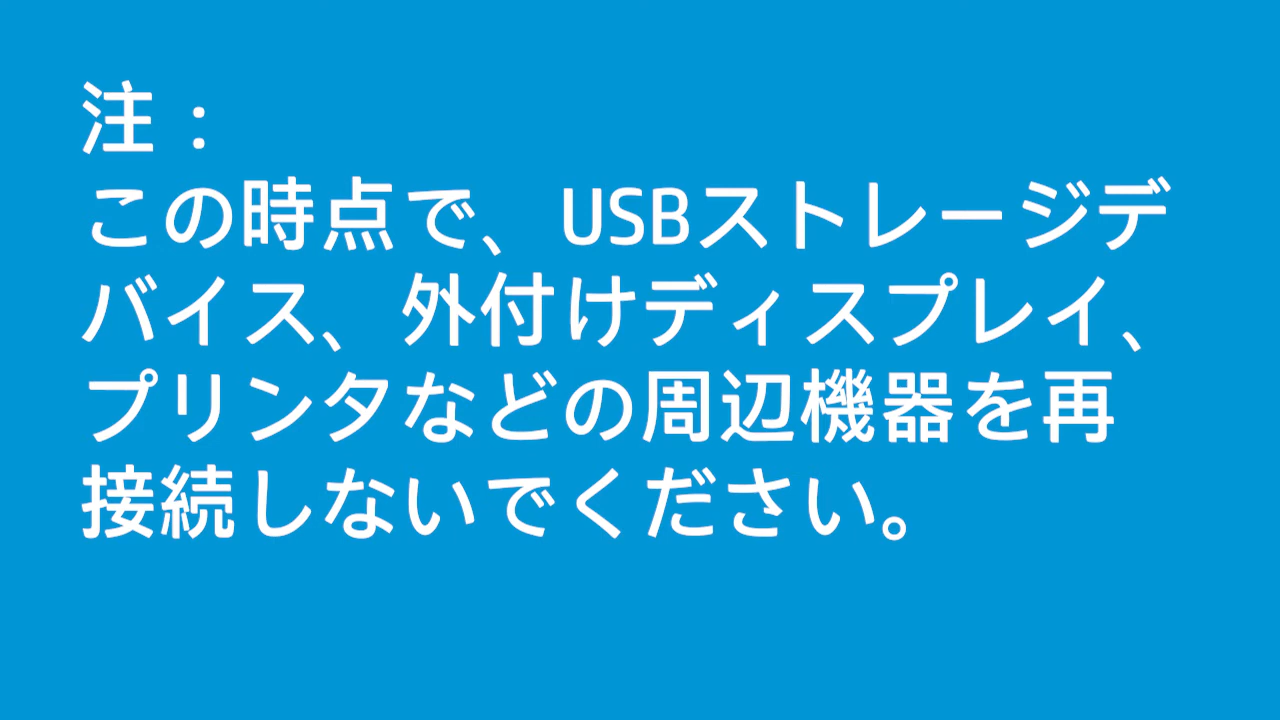 注：
この時点で、USBストレージデ
バイス、外付けディスプレイ、
プリンタなどの周辺機器を再
接続しないでください。